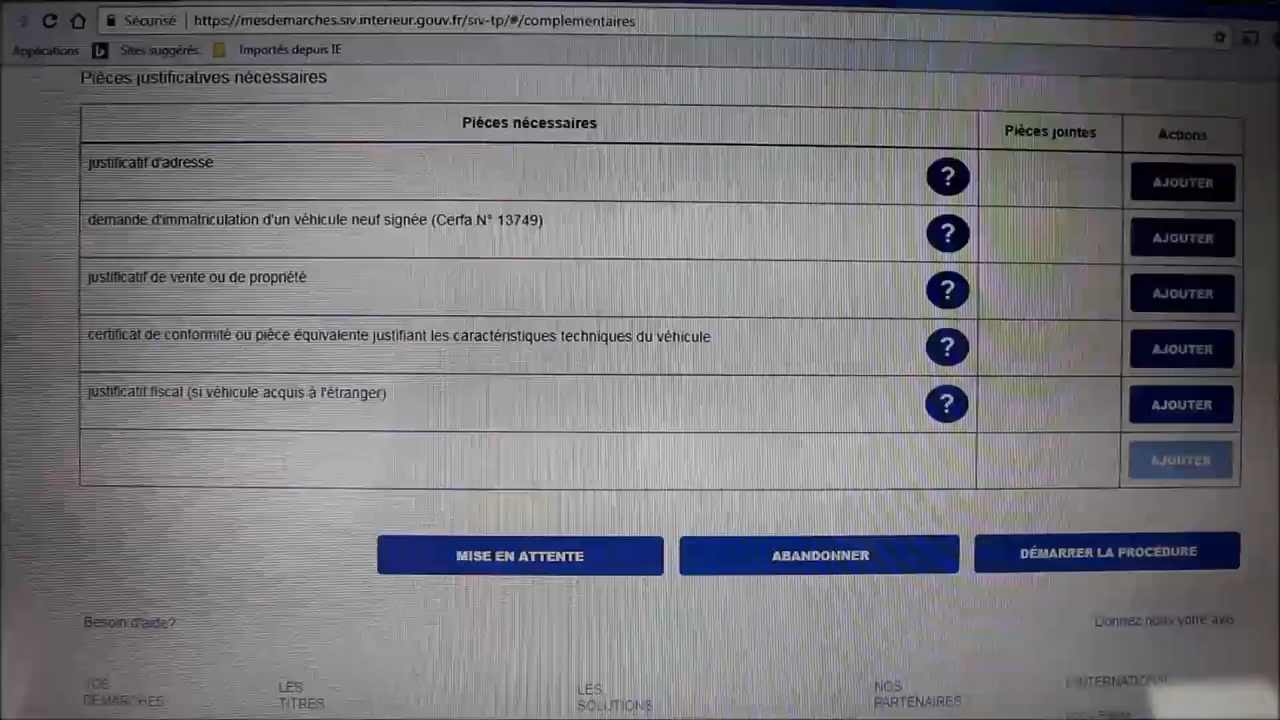 Sécurisé | https://mesdemarches.siv.interieur.gouv.fr/siv-tp/#/complementaires
Applications Sites suggérés Importés depuis IE
Pièces justificatives nécessaires
Pièces nécessaires Pièces jointes Actions
justificatif d'adresse ? AJOUTER
demande d'immatriculation d'un véhicule neuf signée (Cerfa N° 13749) ? AJOUTER
justificatif de vente ou de propriété ? AJOUTER
certificat de conformité ou pièce équivalente justifiant les caractéristiques techniques du véhicule ? AJOUTER
justificatif fiscal (si véhicule acquis à l'étranger) ? AJOUTER
AJOUTER
MISE EN ATTENTE ABANDONNER DÉMARRER LA PROCÉDURE
Besoin d'aide? Donnez nous votre avis
LES LES NOS L'INTERNATIONAL
DÉMARCHES TITRES SOLUTIONS PARTENAIRES